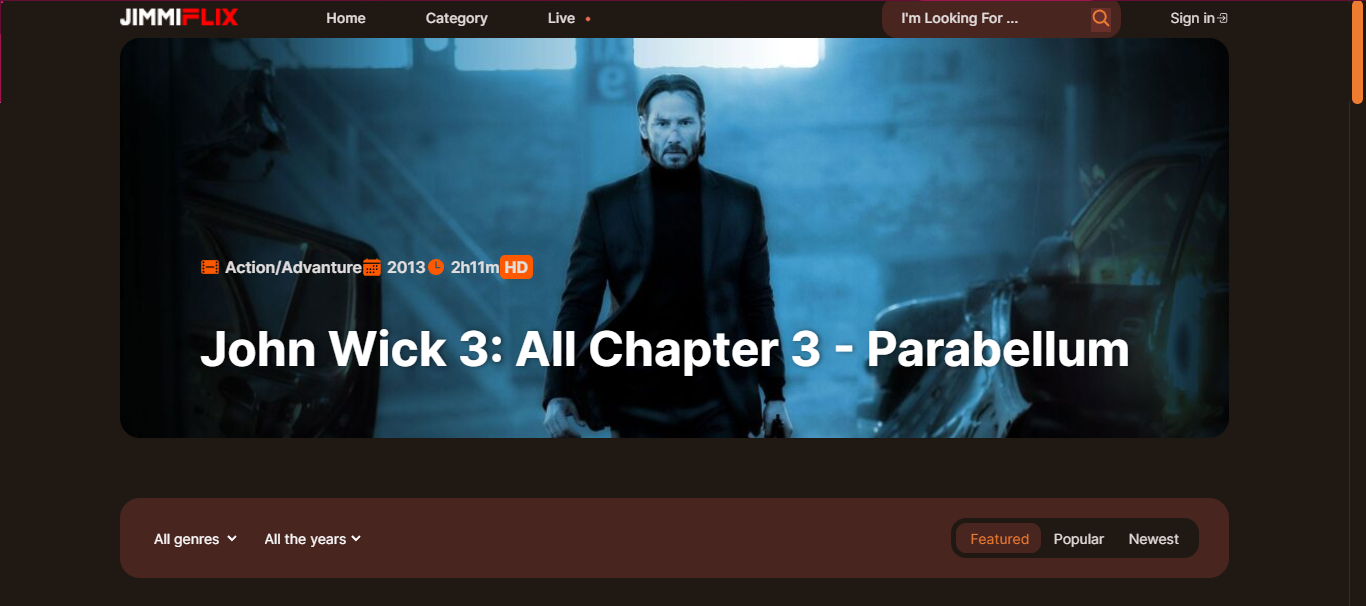 JIMMIFLIX Home Category Live I'm Looking For ... Sign in
Action/Advanture 2013 2h11m HD
John Wick 3: All Chapter 3 - Parabellum
All genres All the years Featured Popular Newest